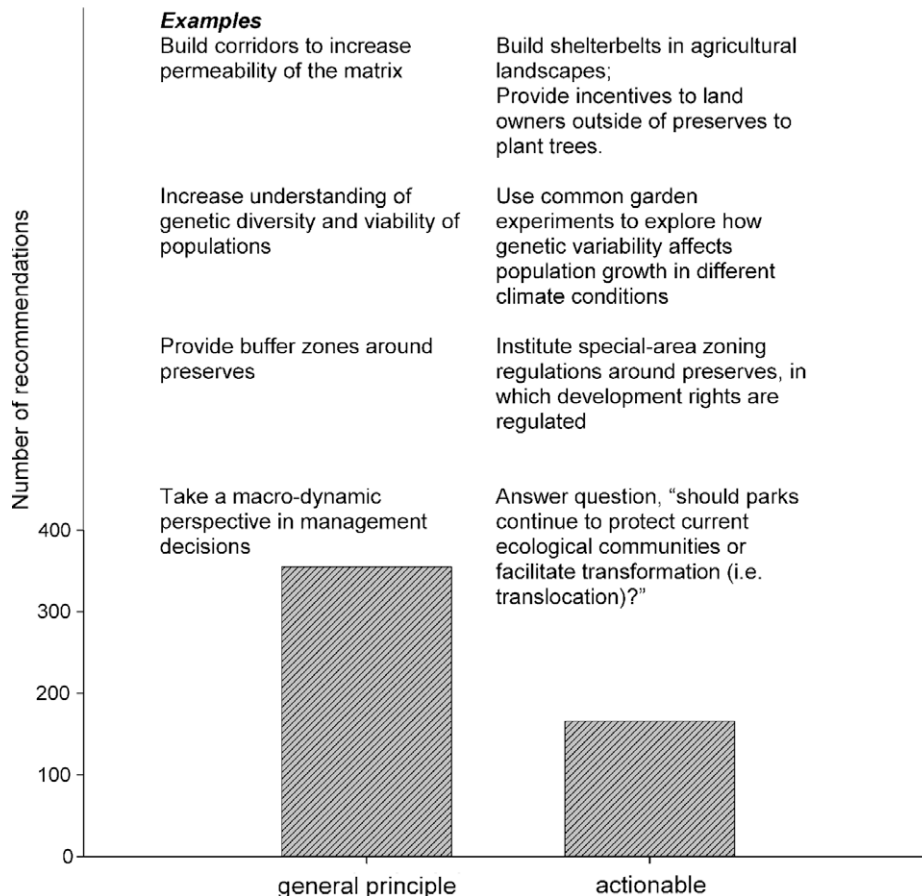 Examples
Build corridors to increase
permeability of the matrix
Build shelterbelts in agricultural
landscapes;
Provide incentives to land
owners outside of preserves to
plant trees.
Increase understanding of
genetic diversity and viability of
populations
Use common garden
experiments to explore how
genetic variability affects
population growth in different
climate conditions
Provide buffer zones around
preserves
Institute special-area zoning
regulations around preserves, in
which development rights are
regulated
Take a macro-dynamic
perspective in management
decisions
Answer question, “should parks
continue to protect current
ecological communities or
facilitate transformation (i.e.
translocation)?”
Number of recommendations
400
300
200
100
0
general principle
actionable